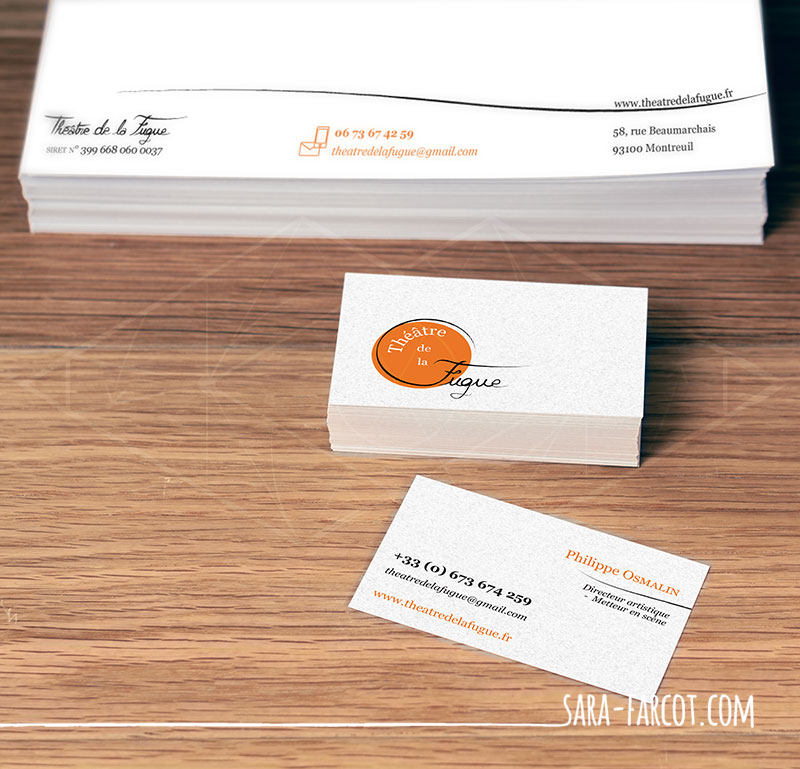 www.theatredelafugue.fr
Théâtre de la Fugue
SIRET N° 399 668 060 0037
06 73 67 42 59
theatredelafugue@gmail.com
58, rue Beaumarchais
93100 Montreuil
Théâtre
de
la
Fugue
Philippe OSMALIN
Directeur artistique
- Metteur en scène
+33 (0) 673 674 259
theatredelafugue@gmail.com
www.theatredelafugue.fr
SARA-FARCOT.COM